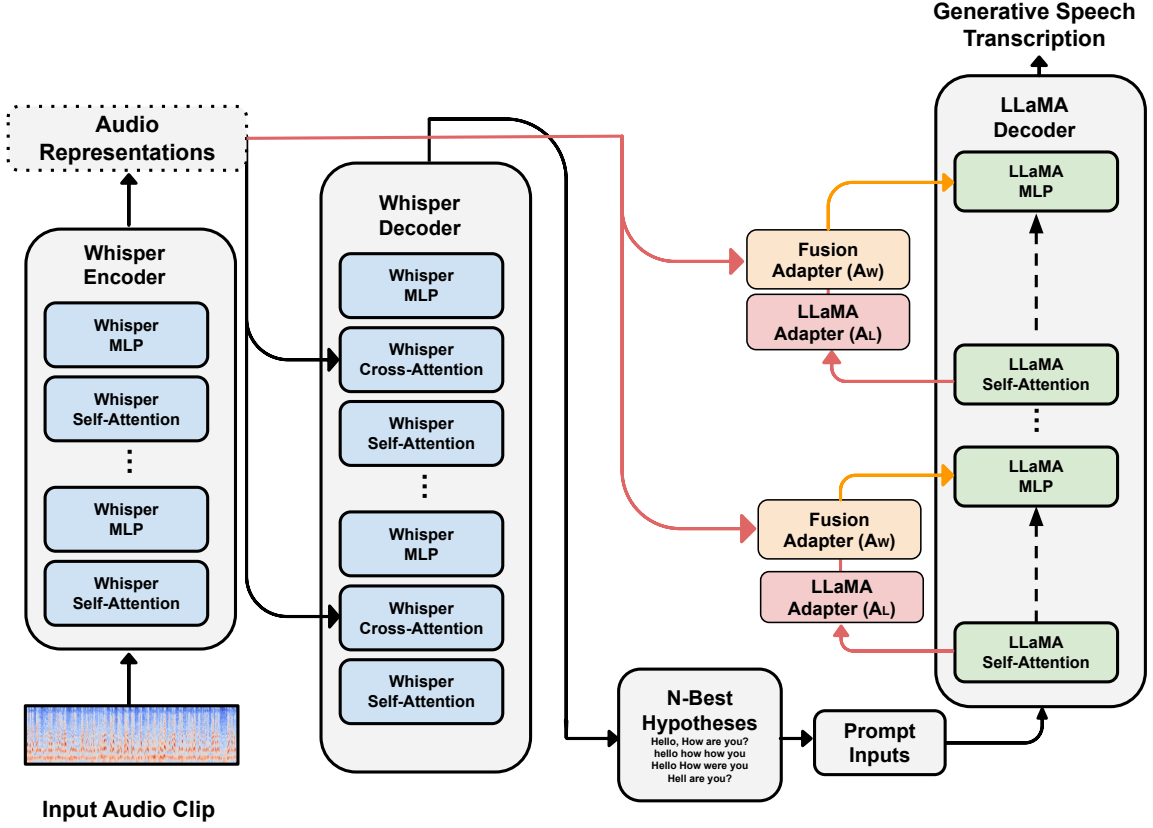 Generative Speech
Transcription
Audio
Representations
Whisper
Encoder
Whisper
MLP
Whisper
Self-Attention
Whisper
MLP
Whisper
Self-Attention
Input Audio Clip
Whisper
Decoder
Whisper
MLP
Whisper
Cross-Attention
Whisper
Self-Attention
Whisper
MLP
Whisper
Cross-Attention
Whisper
Self-Attention
N-Best
Hypotheses
Hello, How are you?
hello how how you
Hello How were you
Hell are you?
Prompt
Inputs
Fusion
Adapter (AW)
LLaMA
Adapter (AL)
Fusion
Adapter (AW)
LLaMA
Adapter (AL)
LLaMA
Decoder
LLaMA
MLP
LLaMA
Self-Attention
LLaMA
MLP
LLaMA
Self-Attention